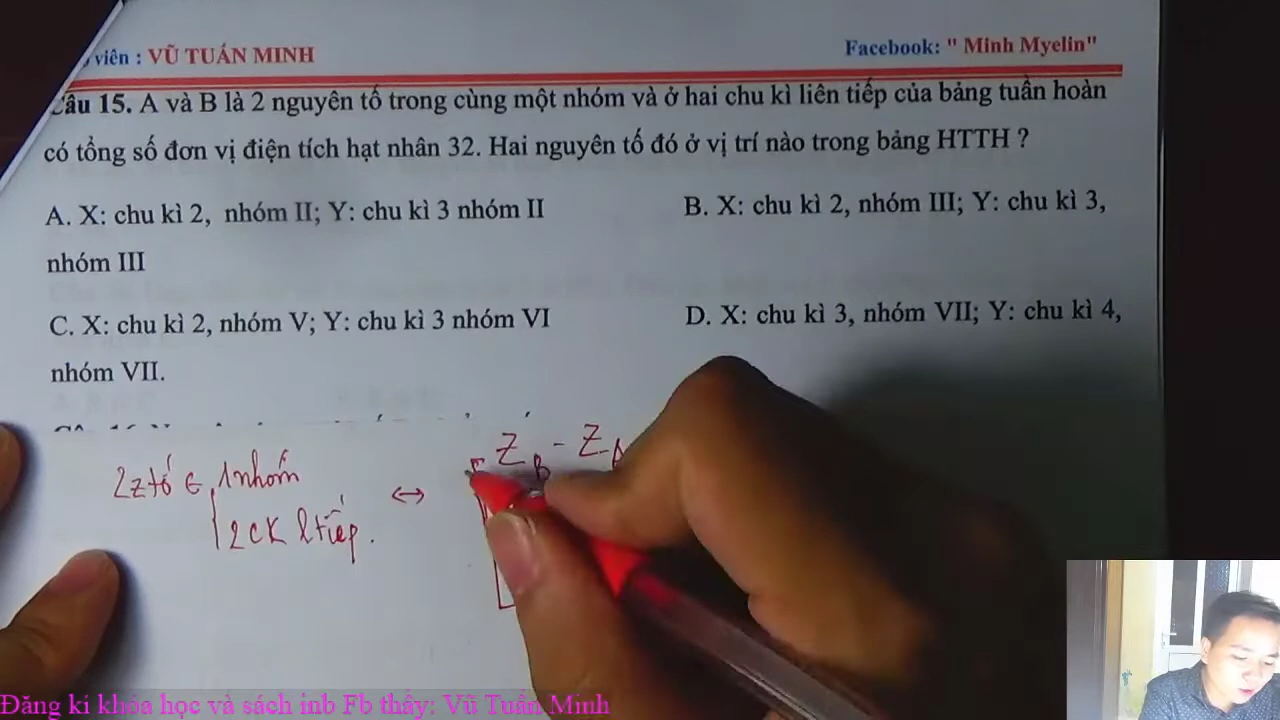 viên : VŨ TUẤN MINH
Facebook: " Minh Myelin"
Câu 15. A và B là 2 nguyên tố trong cùng một nhóm và ở hai chu kì liên tiếp của bảng tuần hoàn
có tổng số đơn vị điện tích hạt nhân 32. Hai nguyên tố đó ở vị trí nào trong bảng HTTH ?
A. X: chu kì 2, nhóm II; Y: chu kì 3 nhóm II
B. X: chu kì 2, nhóm III; Y: chu kì 3,
nhóm III
C. X: chu kì 2, nhóm V; Y: chu kì 3 nhóm VI
D. X: chu kì 3, nhóm VII; Y: chu kì 4,
nhóm VII.
Z_B - Z_A
2 ztố ∈ 1 nhóm
2 CK l tiếp.
↔
Đăng kí khóa học và sách inb Fb thầy: Vũ Tuấn Minh